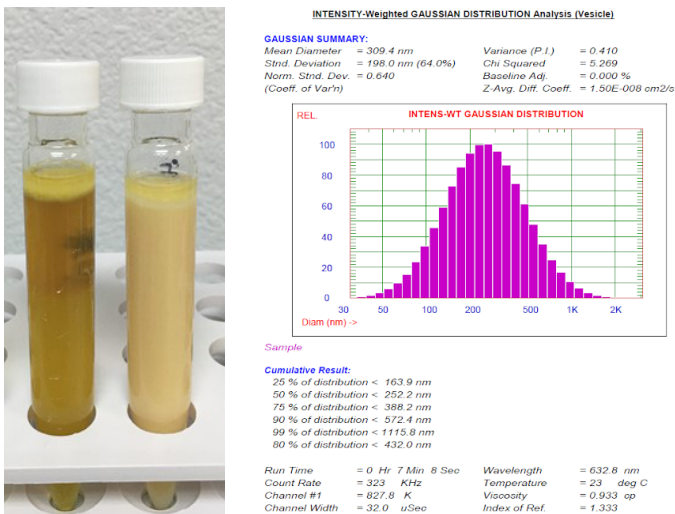 INTENSITY-Weighted GAUSSIAN DISTRIBUTION Analysis (Vesicle)
GAUSSIAN SUMMARY:
Mean Diameter = 309.4 nm Variance (P.I.) = 0.410
Stnd. Deviation = 198.0 nm (64.0%) Chi Squared = 5.269
Norm. Stnd. Dev. = 0.640 Baseline Adj. = 0.000 %
(Coeff. of Var'n) Z-Avg. Diff. Coeff. = 1.50E-008 cm2/s
REL. INTENS-WT GAUSSIAN DISTRIBUTION
100
80
60
40
20
0
30 50 100 200 500 1K 2K
Diam (nm) ->
Sample
Cumulative Result:
25 % of distribution < 163.9 nm
50 % of distribution < 252.2 nm
75 % of distribution < 388.2 nm
90 % of distribution < 572.4 nm
99 % of distribution < 1115.8 nm
80 % of distribution < 432.0 nm
Run Time = 0 Hr 7 Min 8 Sec Wavelength = 632.8 nm
Count Rate = 323 KHz Temperature = 23 deg C
Channel #1 = 827.8 K Viscosity = 0.933 cp
Channel Width = 32.0 uSec Index of Ref. = 1.333